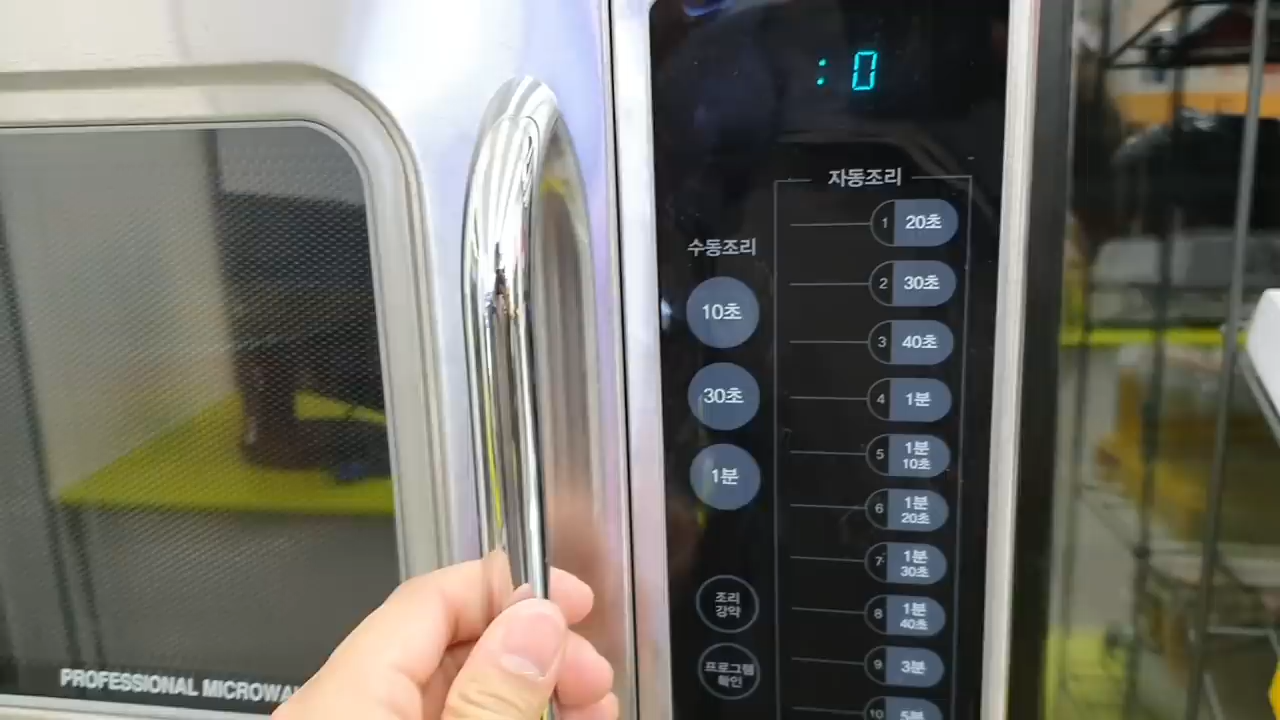 : 0
자동조리
수동조리
10초
30초
1분
조리
강약
프로그램
확인
1 20초
2 30초
3 40초
4 1분
5 1분
10초
6 1분
20초
7 1분
30초
8 1분
40초
9 3분
10 5분
PROFESSIONAL MICROWA